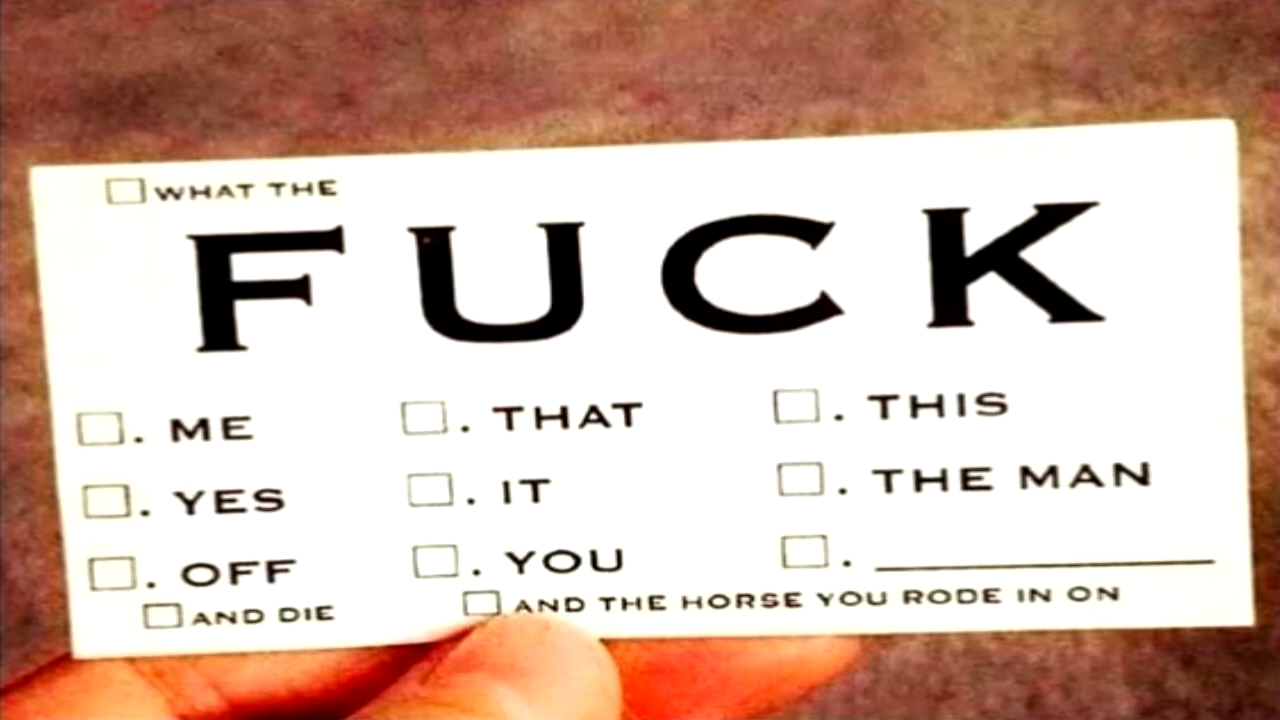 WHAT THE
FUCK
. ME . THAT . THIS
. YES . IT . THE MAN
. OFF . YOU . ____________
AND DIE AND THE HORSE YOU RODE IN ON